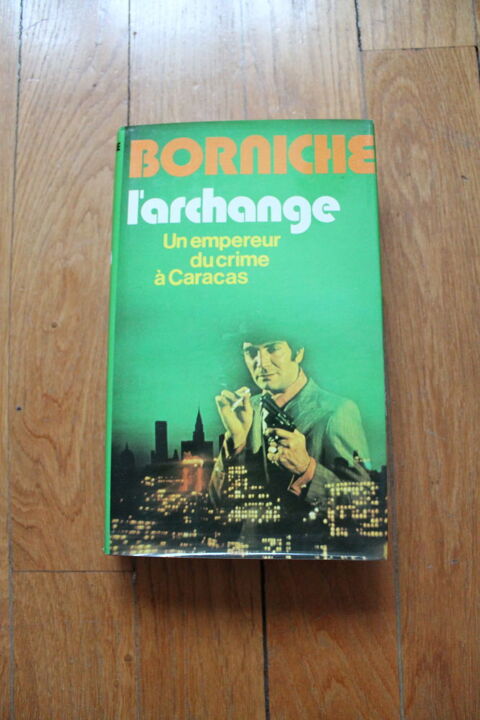 BORNICHE
l'archange
Un empereur
du crime
à Caracas